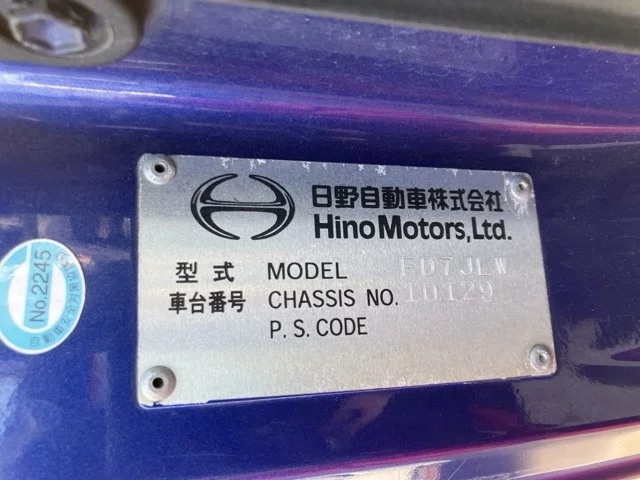 日野自動車株式会社
Hino Motors, Ltd.
型式 MODEL FD7JLW
車台番号 CHASSIS NO. 10129
P. S. CODE
No.2245